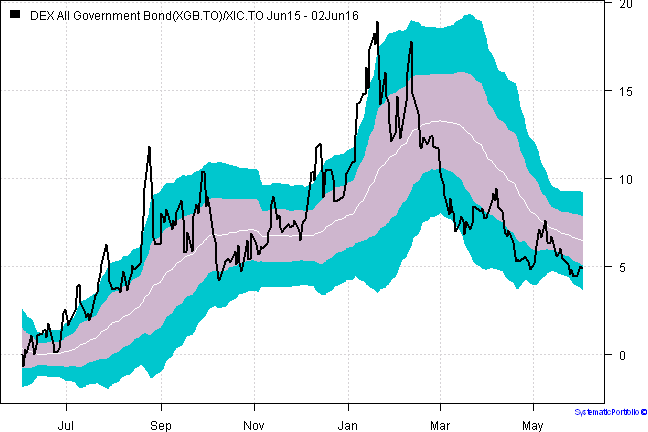 DEX All Government Bond(XGB.TO)/XIC.TO Jun15 - 02Jun16
20
15
10
5
0
Jul Sep Nov Jan Mar May
SystematicPortfolio ©